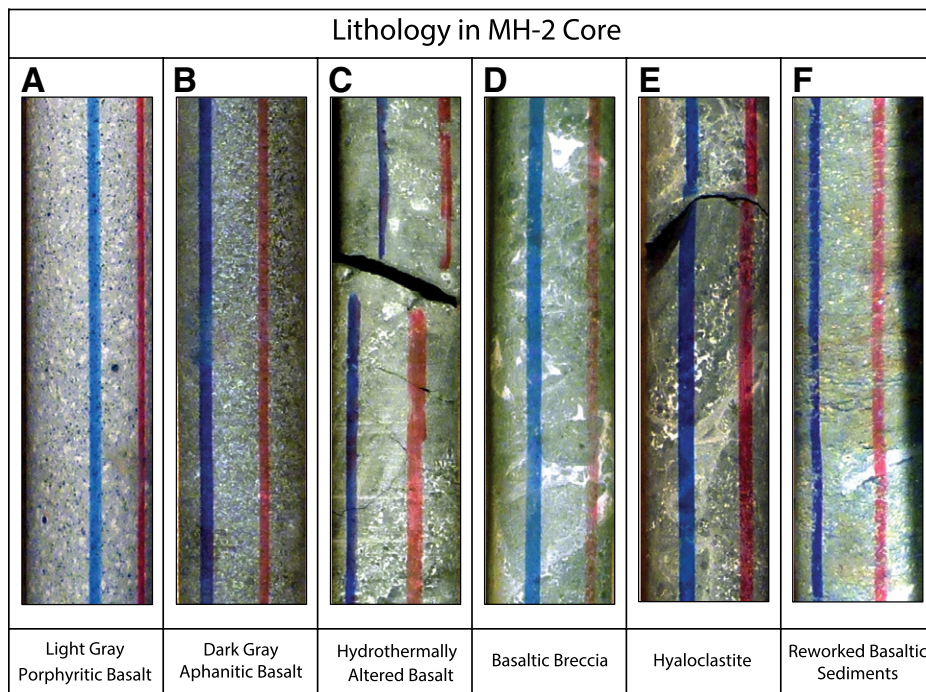 Lithology in MH-2 Core
A
B
C
D
E
F
Light Gray
Porphyritic Basalt
Dark Gray
Aphanitic Basalt
Hydrothermally
Altered Basalt
Basaltic Breccia
Hyaloclastite
Reworked Basaltic
Sediments